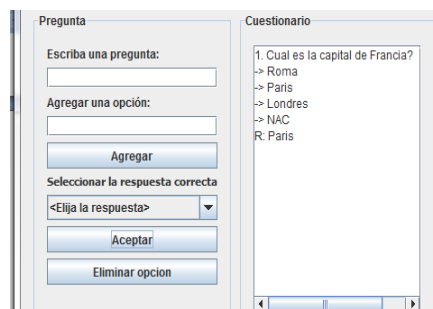 Pregunta
Escriba una pregunta:
Agregar una opción:
Agregar
Seleccionar la respuesta correcta
<Elija la respuesta>
Aceptar
Eliminar opcion
Cuestionario
1. Cual es la capital de Francia?
-> Roma
-> Paris
-> Londres
-> NAC
R: Paris